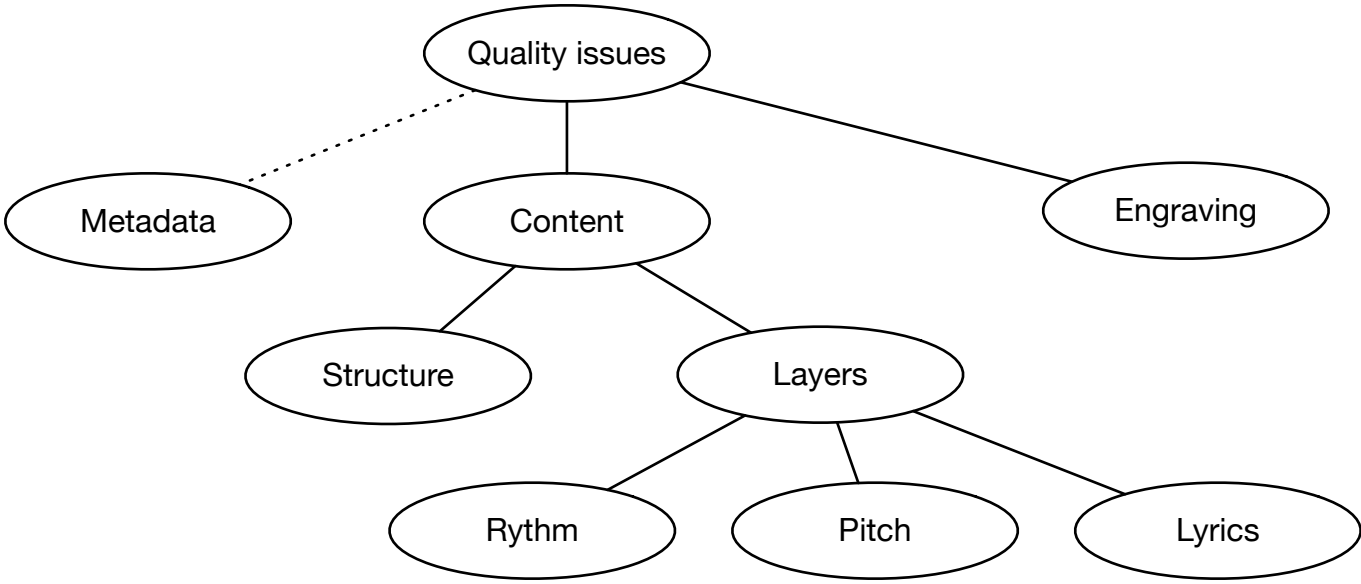 Quality issues
Metadata
Content
Engraving
Structure
Layers
Rythm
Pitch
Lyrics